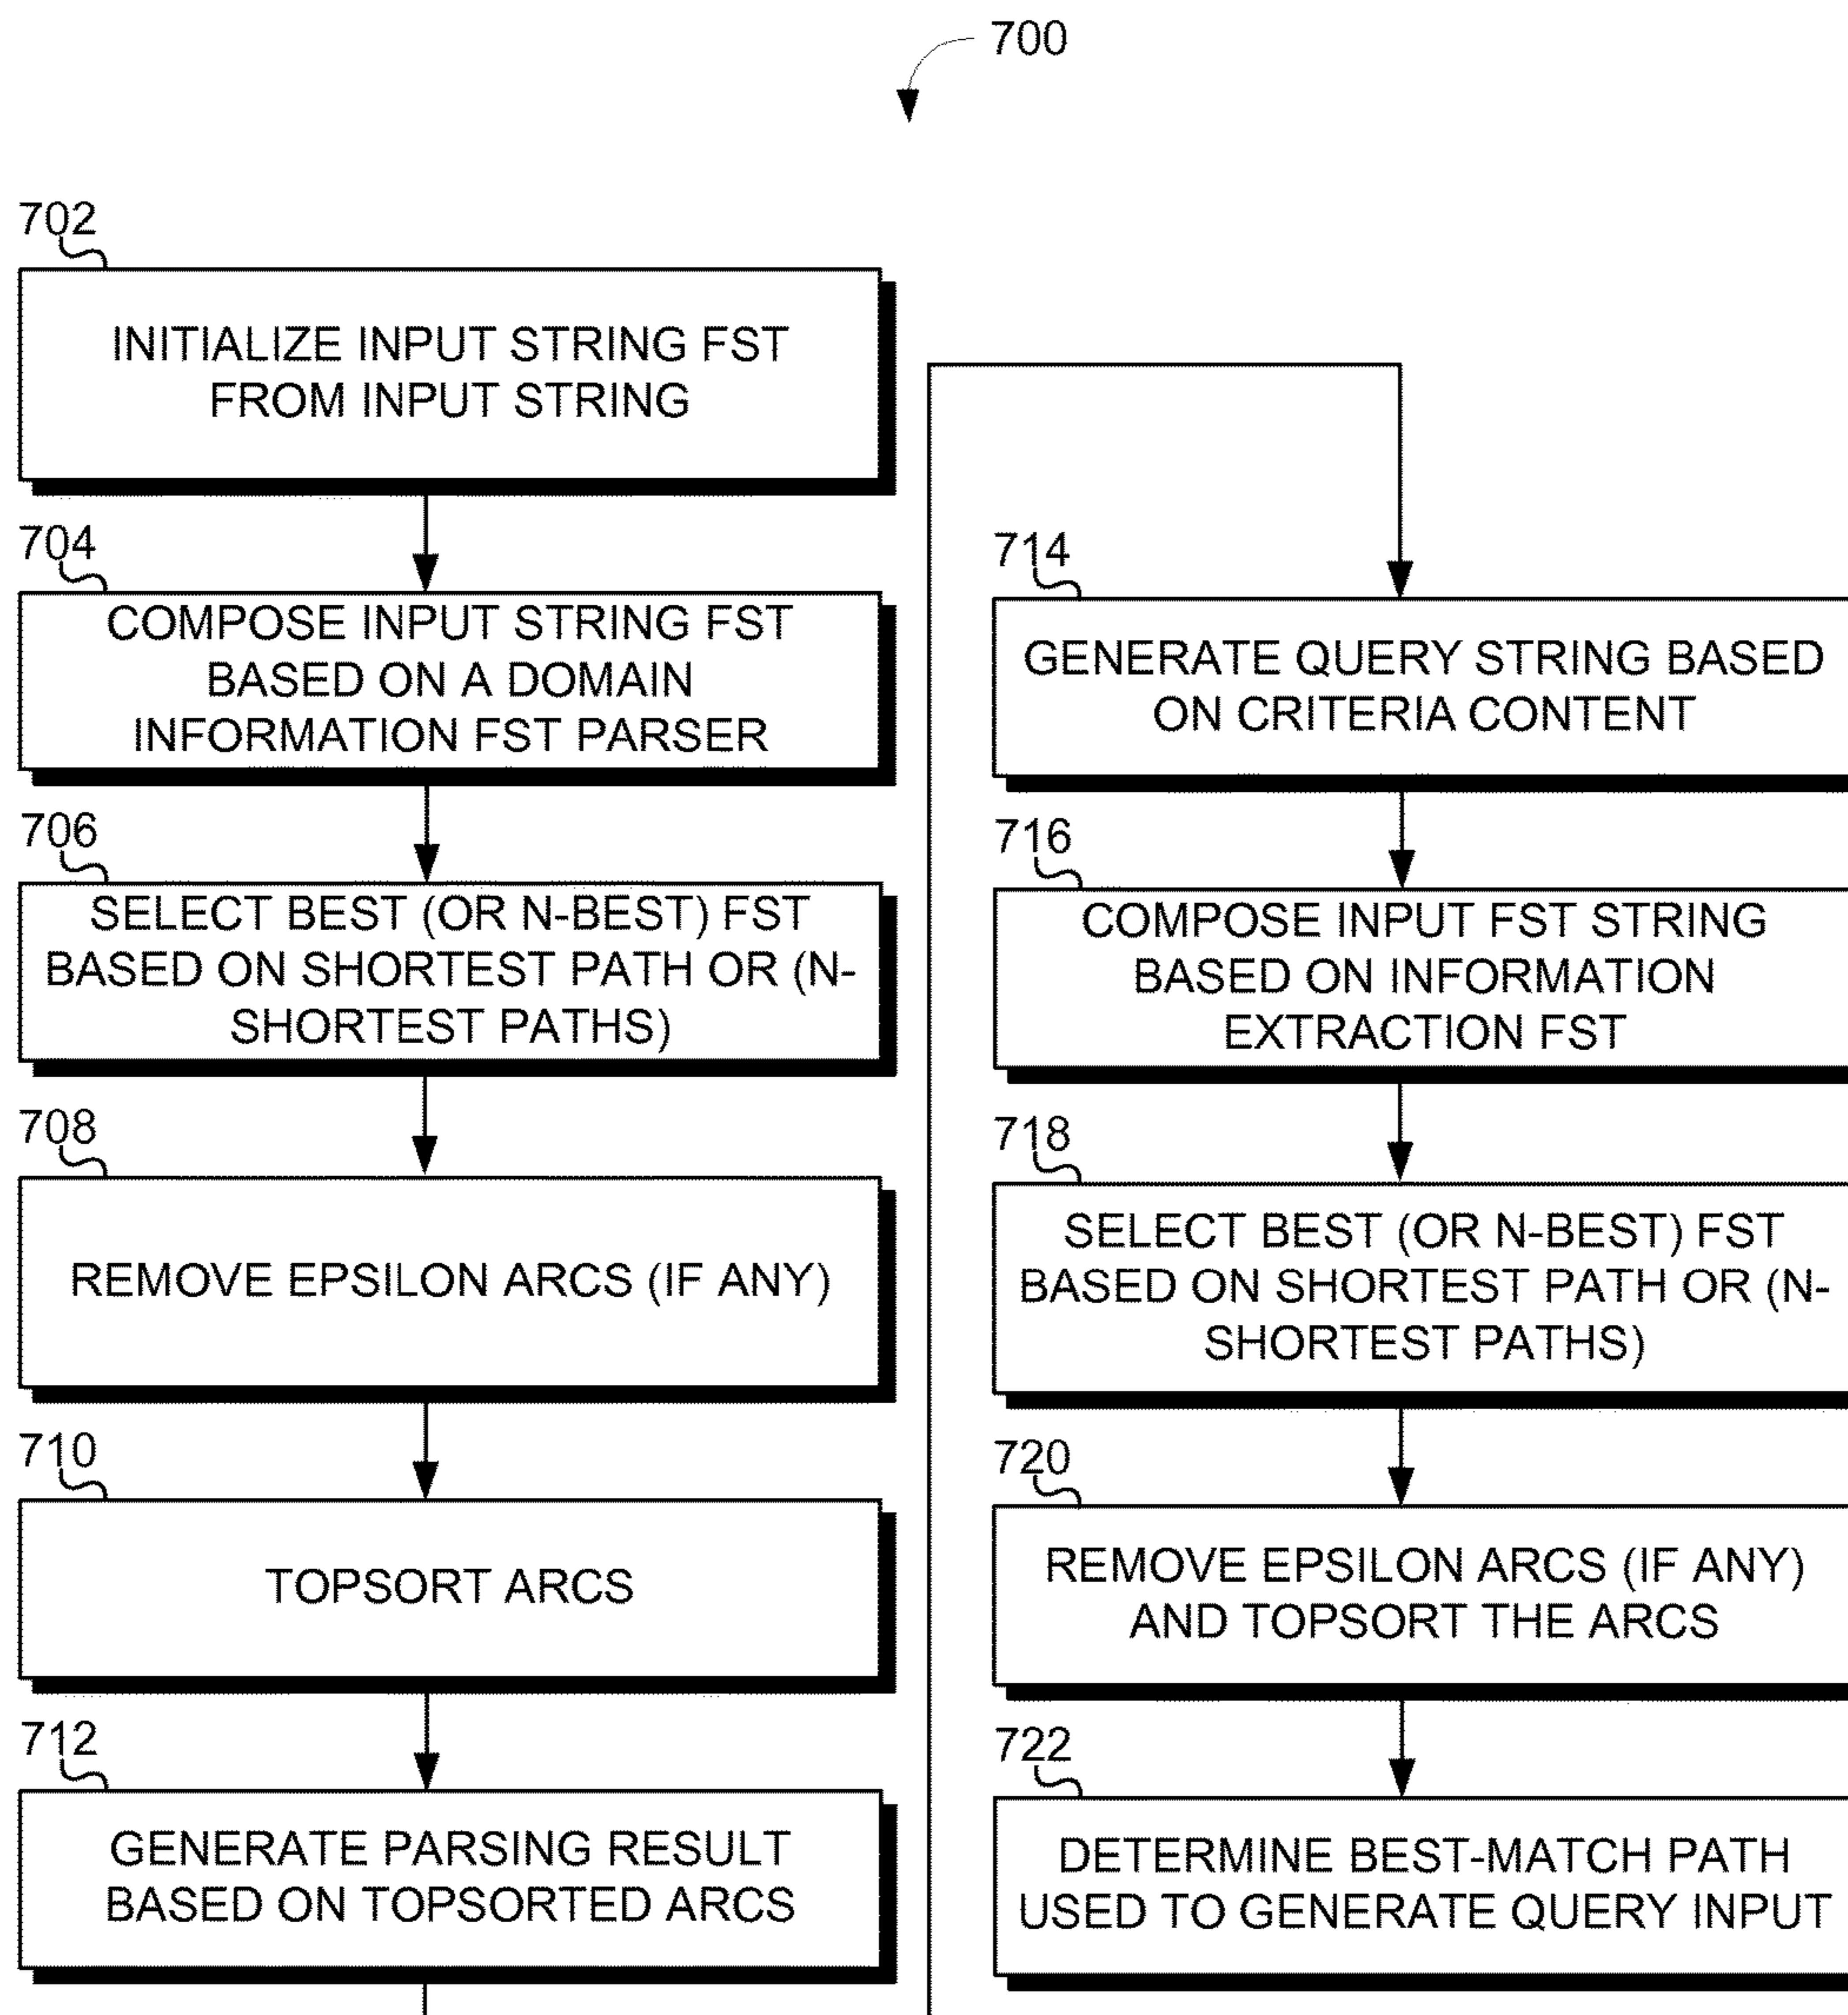 700
702
INITIALIZE INPUT STRING FST
FROM INPUT STRING
704
COMPOSE INPUT STRING FST
BASED ON A DOMAIN
INFORMATION FST PARSER
706
SELECT BEST (OR N-BEST) FST
BASED ON SHORTEST PATH OR (N-
SHORTEST PATHS)
708
REMOVE EPSILON ARCS (IF ANY)
710
TOPSORT ARCS
712
GENERATE PARSING RESULT
BASED ON TOPSORTED ARCS
714
GENERATE QUERY STRING BASED
ON CRITERIA CONTENT
716
COMPOSE INPUT FST STRING
BASED ON INFORMATION
EXTRACTION FST
718
SELECT BEST (OR N-BEST) FST
BASED ON SHORTEST PATH OR (N-
SHORTEST PATHS)
720
REMOVE EPSILON ARCS (IF ANY)
AND TOPSORT THE ARCS
722
DETERMINE BEST-MATCH PATH
USED TO GENERATE QUERY INPUT